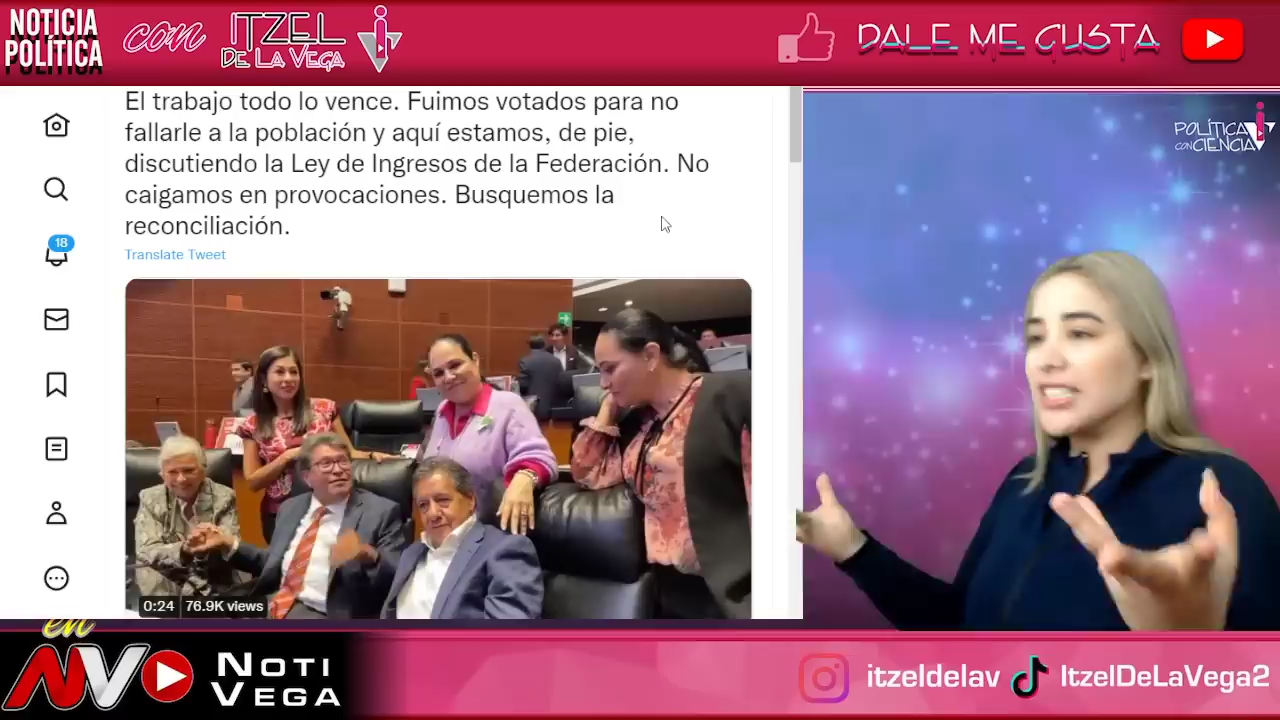 NOTICIA
POLÍTICA
con
ITZEL
DE LA VEGA
DALE ME GUSTA
El trabajo todo lo vence. Fuimos votados para no
fallarle a la población y aquí estamos, de pie,
discutiendo la Ley de Ingresos de la Federación. No
caigamos en provocaciones. Busquemos la
reconciliación.
Translate Tweet
18
0:24
76.9K views
POLÍTICA
CON CIENCIA
en
NV
NOTI
VEGA
itzeldelav
ItzelDeLaVega2